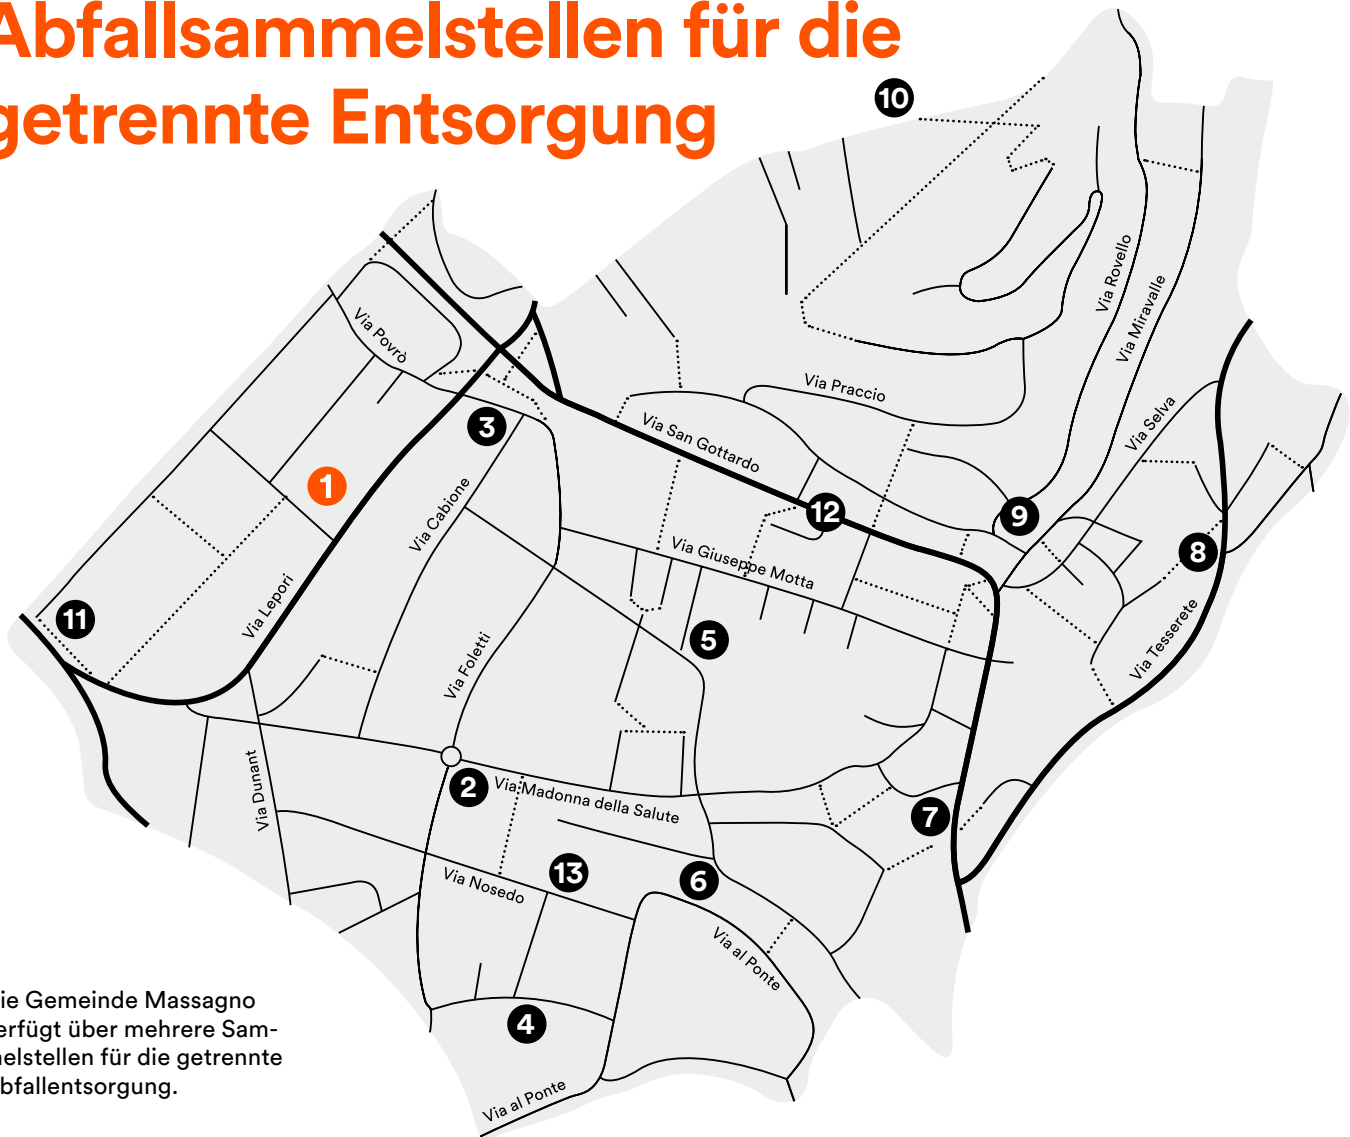 Abfallsammelstellen für die
getrennte Entsorgung
10
Via Rovello
Via Miravalle
Via Povrò
Via Praccio
Via Selva
3
Via San Gottardo
1
Via Cabione
12
9
8
Via Giuseppe Motta
Via Lepori
11
5
Via Foletti
Via Tesserete
2
Via Madonna della Salute
Via Dunant
7
13
6
Via Nosedo
Via al Ponte
4
Via al Ponte
ie Gemeinde Massagno
erfügt über mehrere Sam-
nelstellen für die getrennte
bfallentsorgung.